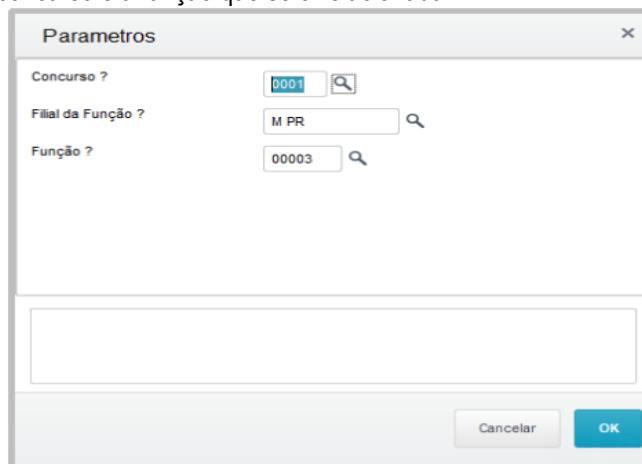 Parametros ×
Concurso ? 0001
Filial da Função ? M PR
Função ? 00003
Cancelar OK